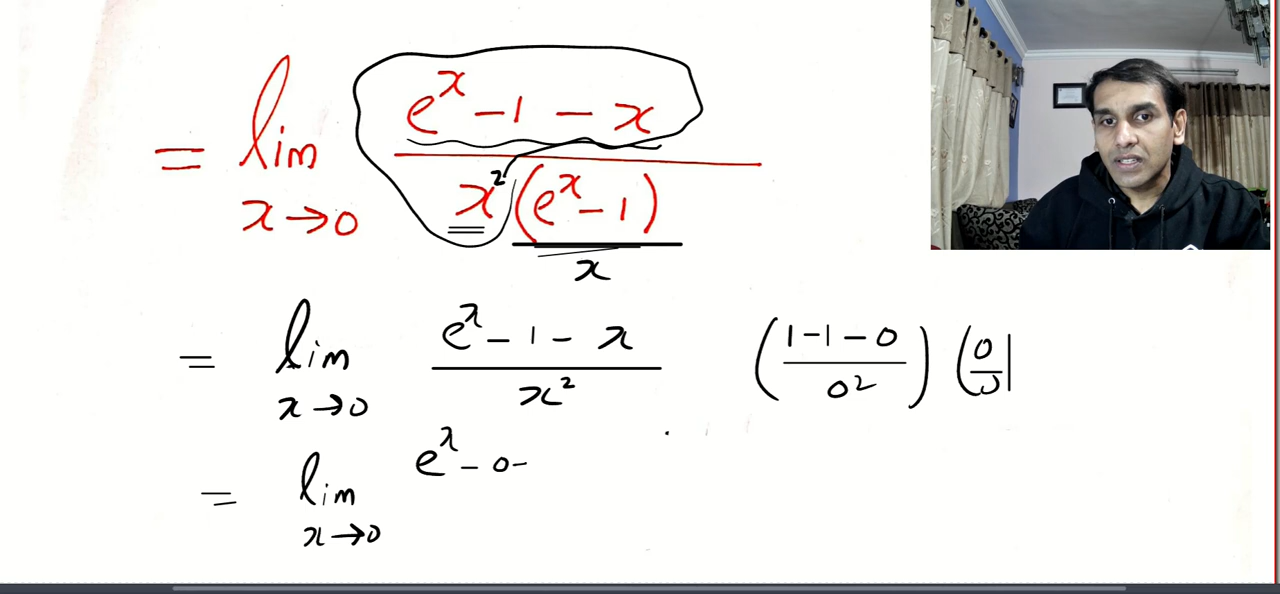 = lim x→0 e^x - 1 - x / x² (e^x - 1) / x
= lim x→0 e^x - 1 - x / x² (1-1-0 / 0²) (0/0
= lim x→0 e^x - 0 -